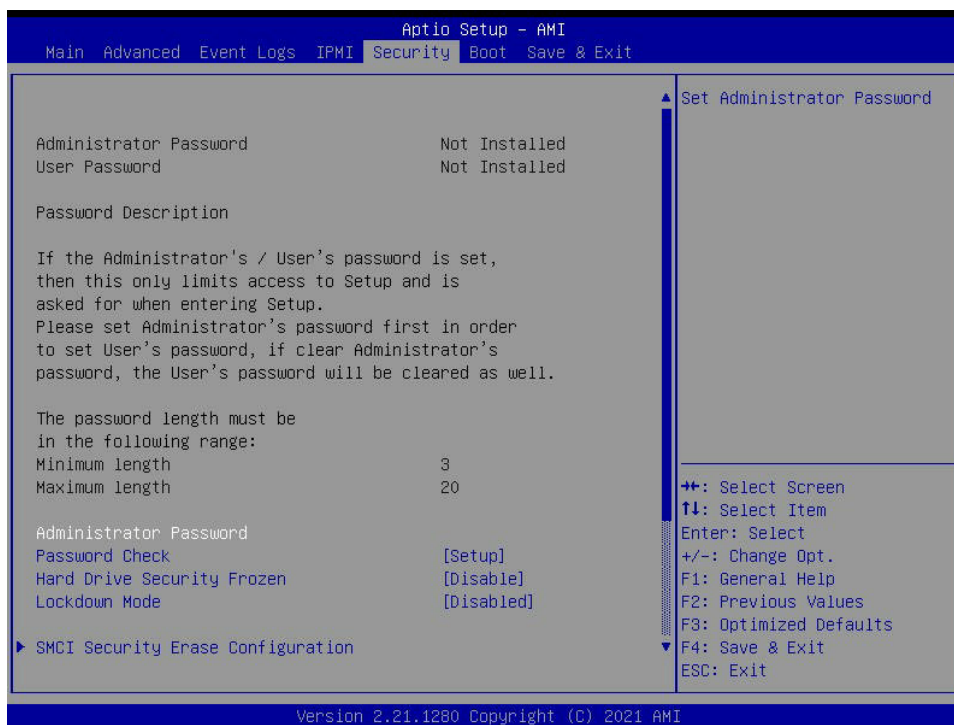 Aptio Setup - AMI
Main Advanced Event Logs IPMI Security Boot Save & Exit
Administrator Password Not Installed
User Password Not Installed
Password Description
If the Administrator's / User's password is set,
then this only limits access to Setup and is
asked for when entering Setup.
Please set Administrator's password first in order
to set User's password, if clear Administrator's
password, the User's password will be cleared as well.
The password length must be
in the following range:
Minimum length 3
Maximum length 20
Administrator Password
Password Check [Setup]
Hard Drive Security Frozen [Disable]
Lockdown Mode [Disabled]
▶ SMCI Security Erase Configuration
Set Administrator Password
→←: Select Screen
↑↓: Select Item
Enter: Select
+/-: Change Opt.
F1: General Help
F2: Previous Values
F3: Optimized Defaults
F4: Save & Exit
ESC: Exit
Version 2.21.1280 Copyright (C) 2021 AMI